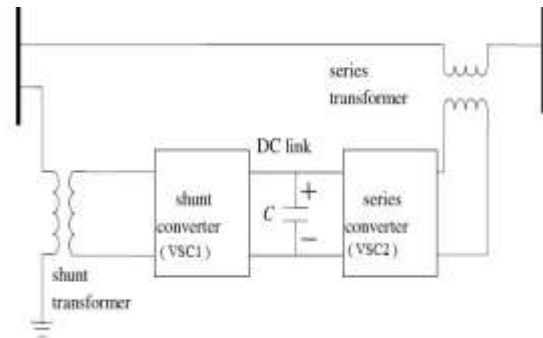 series
transformer
DC link
shunt
converter
(VSC1)
C
+
−
series
converter
(VSC2)
shunt
transformer